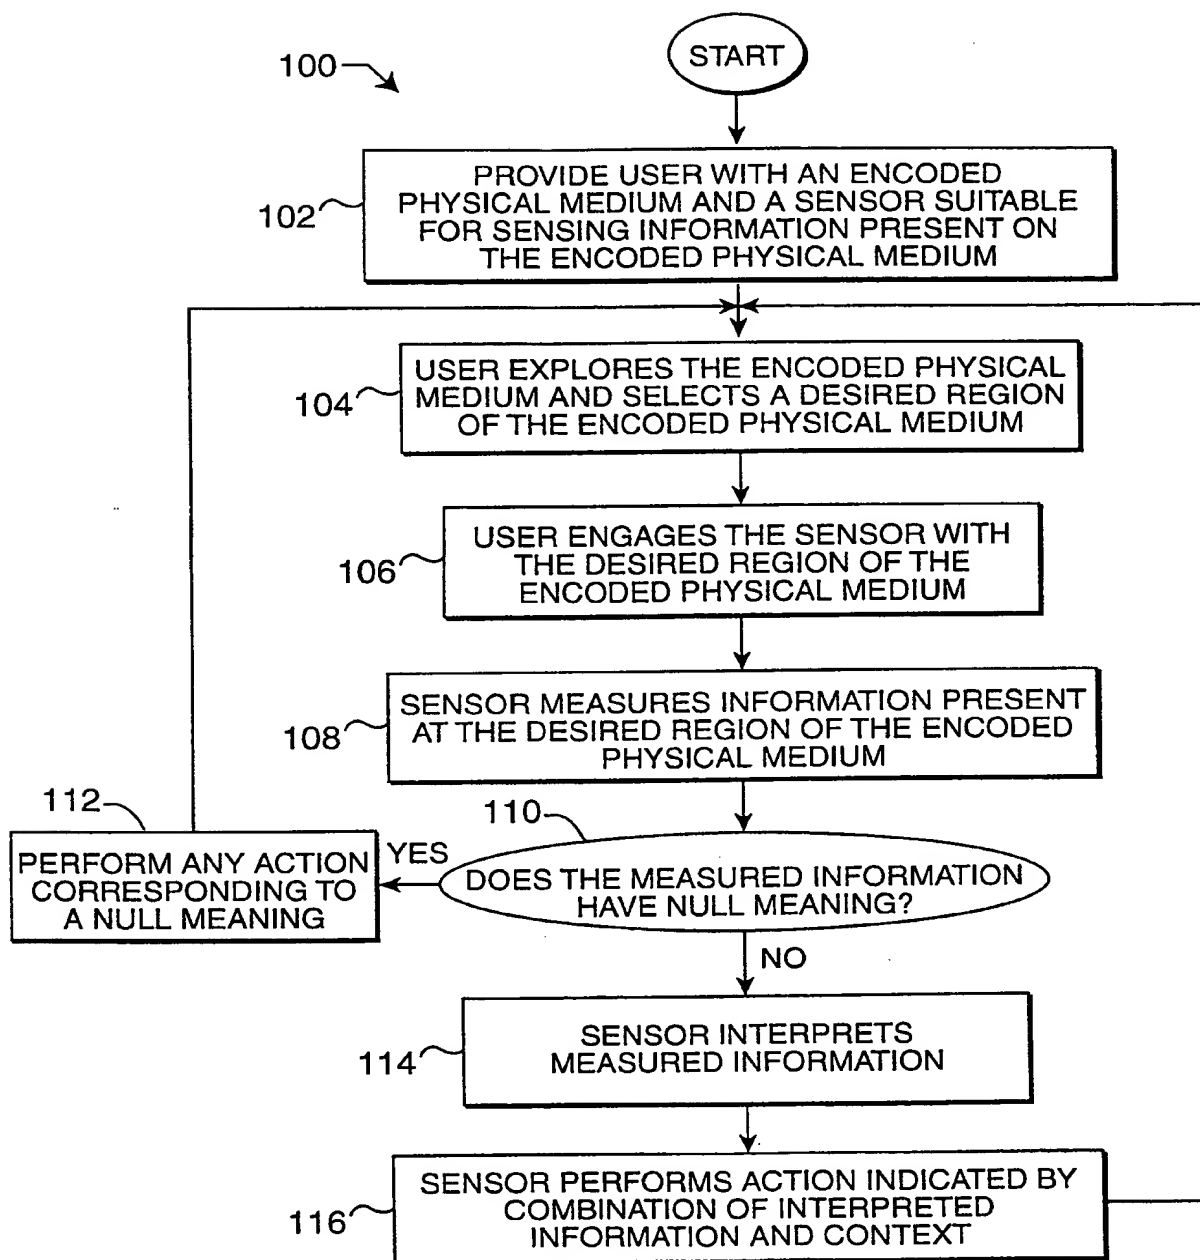 START
100
PROVIDE USER WITH AN ENCODED
PHYSICAL MEDIUM AND A SENSOR SUITABLE
FOR SENSING INFORMATION PRESENT ON
THE ENCODED PHYSICAL MEDIUM
102
USER EXPLORES THE ENCODED PHYSICAL
MEDIUM AND SELECTS A DESIRED REGION
OF THE ENCODED PHYSICAL MEDIUM
104
USER ENGAGES THE SENSOR WITH
THE DESIRED REGION OF THE
ENCODED PHYSICAL MEDIUM
106
SENSOR MEASURES INFORMATION PRESENT
AT THE DESIRED REGION OF THE ENCODED
PHYSICAL MEDIUM
108
110
DOES THE MEASURED INFORMATION
HAVE NULL MEANING?
YES
112
PERFORM ANY ACTION
CORRESPONDING TO
A NULL MEANING
NO
SENSOR INTERPRETS
MEASURED INFORMATION
114
SENSOR PERFORMS ACTION INDICATED BY
COMBINATION OF INTERPRETED
INFORMATION AND CONTEXT
116